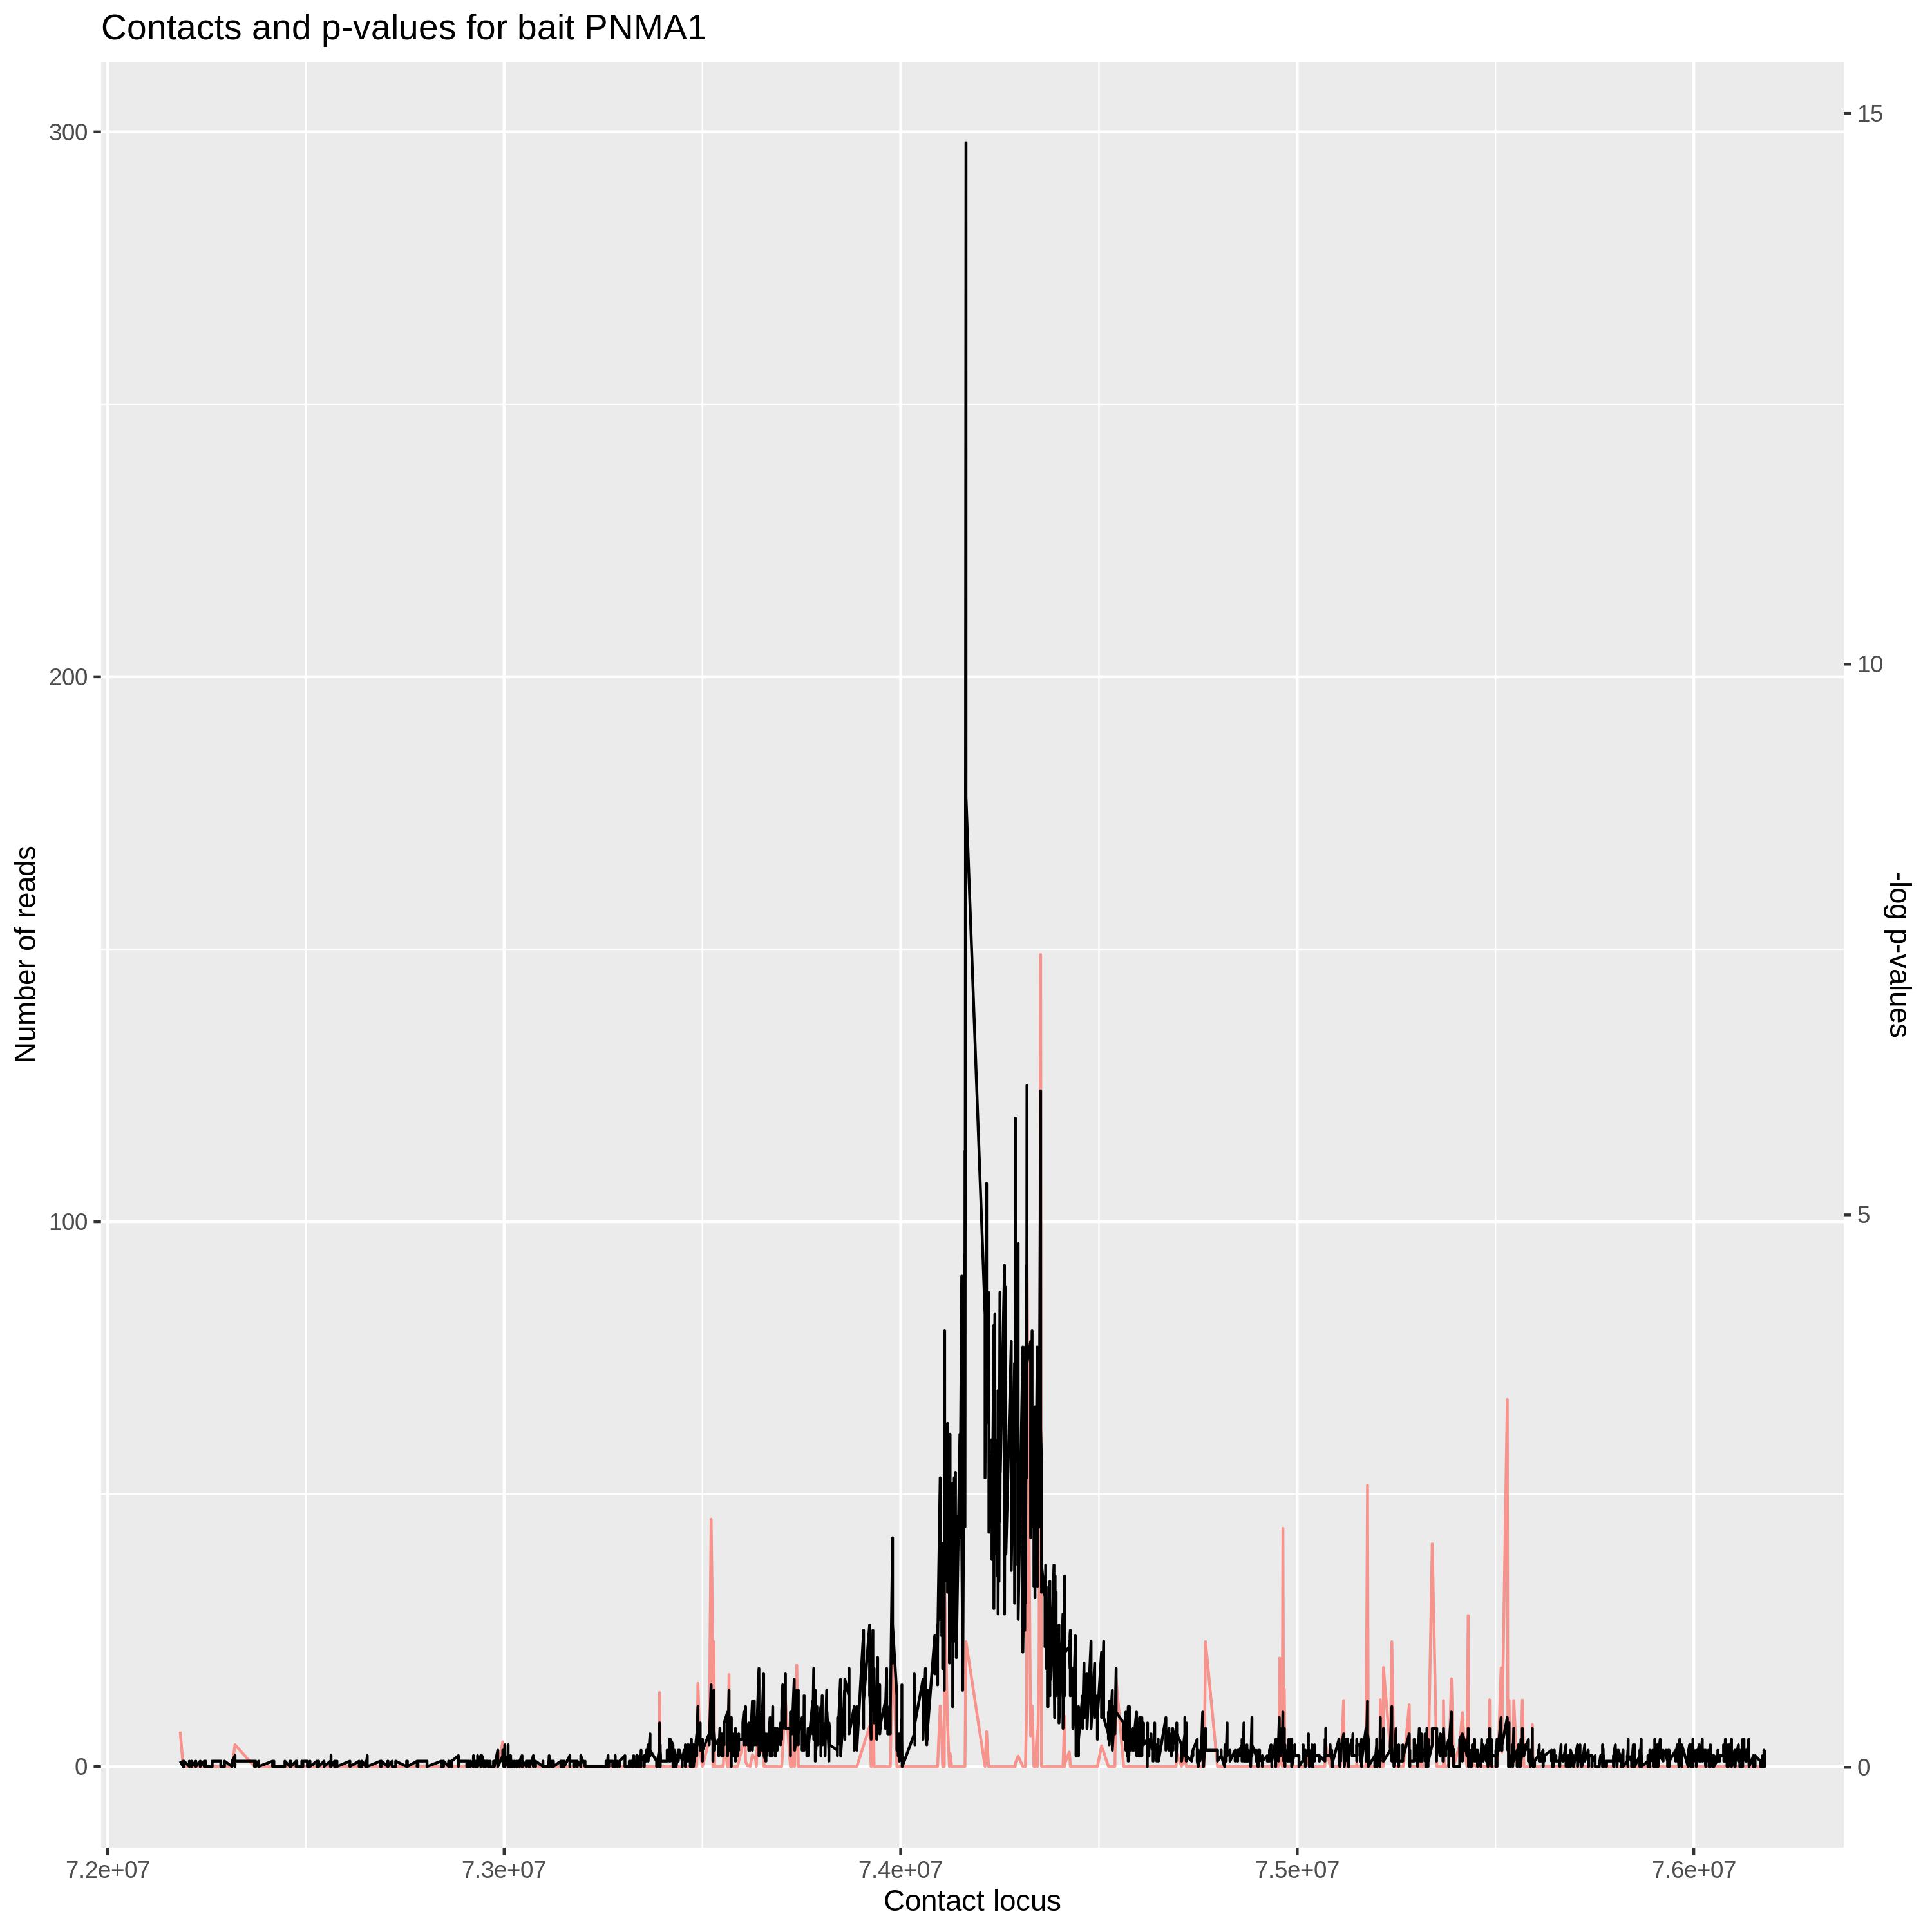 Contacts and p-values for bait PNMA1
300
200
100
0
15
10
5
0
Number of reads
-log p-values
7.2e+07
7.3e+07
7.4e+07
7.5e+07
7.6e+07
Contact locus